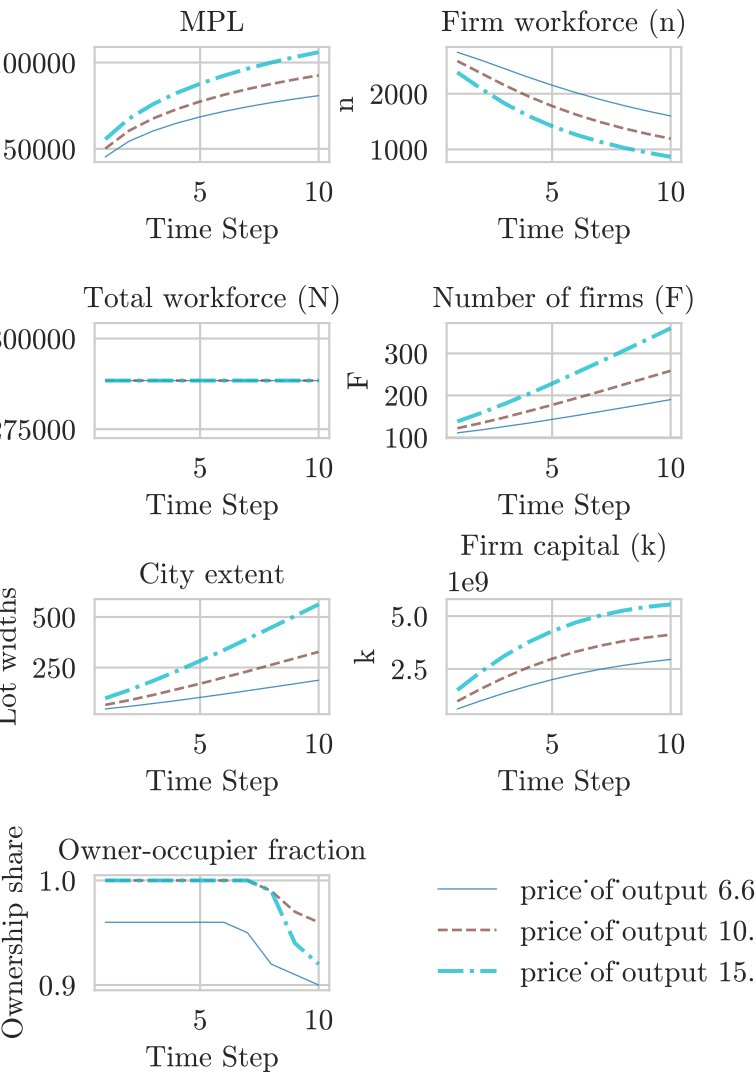 MPL
Firm workforce (n)
00000
50000
5
10
Time Step
n
2000
1000
5
10
Time Step
Total workforce (N)
Number of firms (F)
00000
75000
5
10
Time Step
F
300
200
100
5
10
Time Step
City extent
Firm capital (k)
Lot widths
500
250
5
10
Time Step
1e9
k
5.0
2.5
5
10
Time Step
Owner-occupier fraction
Ownership share
1.0
0.9
5
10
Time Step
price˙of˙output 6.6
price˙of˙output 10.
price˙of˙output 15.